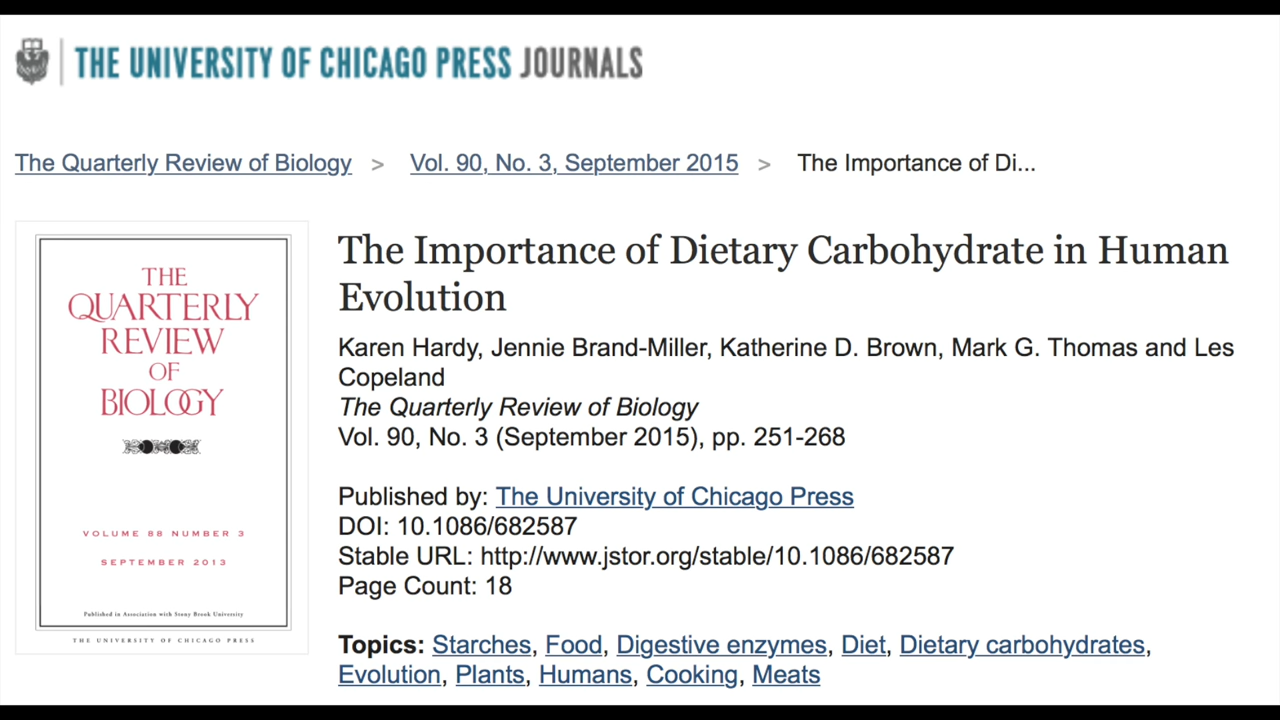 THE UNIVERSITY OF CHICAGO PRESS JOURNALS
The Quarterly Review of Biology > Vol. 90, No. 3, September 2015 > The Importance of Di...
THE
QUARTERLY
REVIEW
OF
BIOLOGY
VOLUME 88 NUMBER 3
SEPTEMBER 2013
Published in Association with Stony Brook University
THE UNIVERSITY OF CHICAGO PRESS
The Importance of Dietary Carbohydrate in Human
Evolution
Karen Hardy, Jennie Brand-Miller, Katherine D. Brown, Mark G. Thomas and Les
Copeland
The Quarterly Review of Biology
Vol. 90, No. 3 (September 2015), pp. 251-268
Published by: The University of Chicago Press
DOI: 10.1086/682587
Stable URL: http://www.jstor.org/stable/10.1086/682587
Page Count: 18
Topics: Starches, Food, Digestive enzymes, Diet, Dietary carbohydrates,
Evolution, Plants, Humans, Cooking, Meats